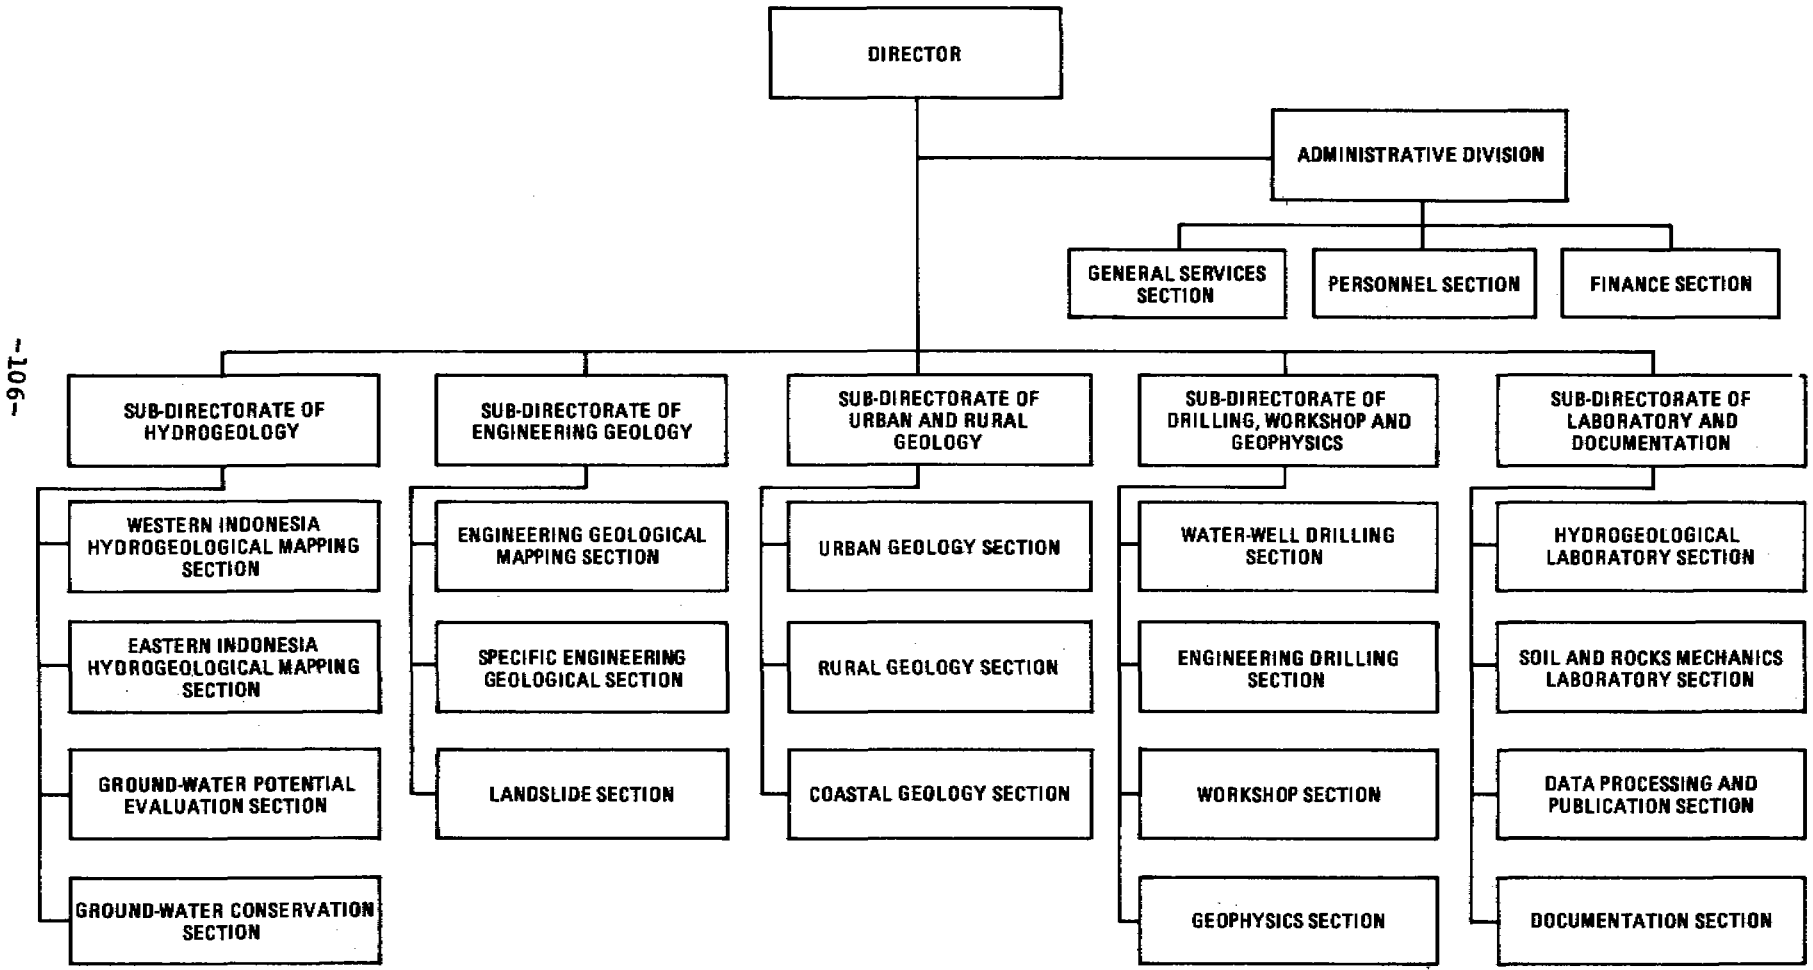 DIRECTOR
ADMINISTRATIVE DIVISION
GENERAL SERVICES
SECTION
PERSONNEL SECTION
FINANCE SECTION
-106-
SUB-DIRECTORATE OF
HYDROGEOLOGY
SUB-DIRECTORATE OF
ENGINEERING GEOLOGY
SUB-DIRECTORATE OF
URBAN AND RURAL
GEOLOGY
SUB-DIRECTORATE OF
DRILLING, WORKSHOP AND
GEOPHYSICS
SUB-DIRECTORATE OF
LABORATORY AND
DOCUMENTATION
WESTERN INDONESIA
HYDROGEOLOGICAL MAPPING
SECTION
ENGINEERING GEOLOGICAL
MAPPING SECTION
URBAN GEOLOGY SECTION
WATER-WELL DRILLING
SECTION
HYDROGEOLOGICAL
LABORATORY SECTION
EASTERN INDONESIA
HYDROGEOLOGICAL MAPPING
SECTION
SPECIFIC ENGINEERING
GEOLOGICAL SECTION
RURAL GEOLOGY SECTION
ENGINEERING DRILLING
SECTION
SOIL AND ROCKS MECHANICS
LABORATORY SECTION
GROUND-WATER POTENTIAL
EVALUATION SECTION
LANDSLIDE SECTION
COASTAL GEOLOGY SECTION
WORKSHOP SECTION
DATA PROCESSING AND
PUBLICATION SECTION
GROUND-WATER CONSERVATION
SECTION
GEOPHYSICS SECTION
DOCUMENTATION SECTION